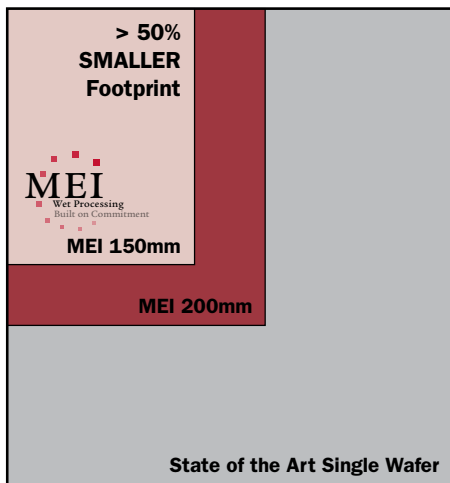 > 50%
SMALLER
Footprint
MEI
Wet Processing
Built on Commitment
MEI 150mm
MEI 200mm
State of the Art Single Wafer